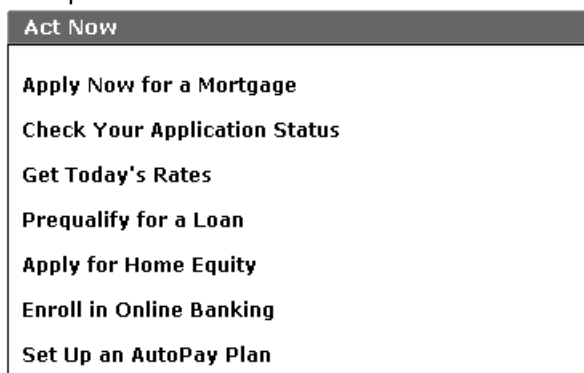 Act Now
Apply Now for a Mortgage
Check Your Application Status
Get Today's Rates
Prequalify for a Loan
Apply for Home Equity
Enroll in Online Banking
Set Up an AutoPay Plan